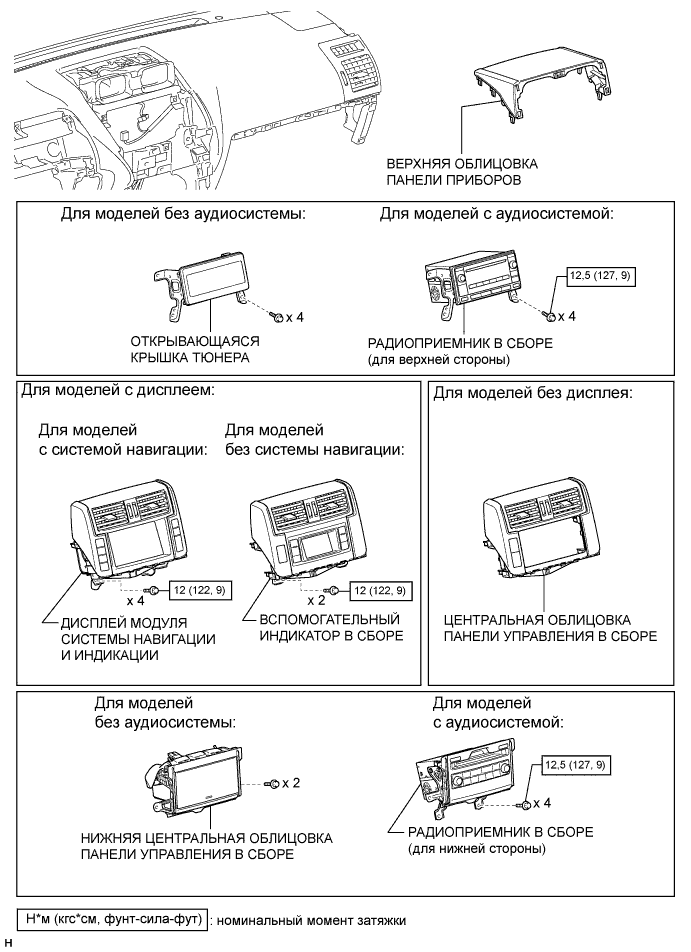 ВЕРХНЯЯ ОБЛИЦОВКА
ПАНЕЛИ ПРИБОРОВ
Для моделей без аудиосистемы:
Для моделей с аудиосистемой:
12,5 (127, 9)
x 4
x 4
ОТКРЫВАЮЩАЯСЯ
КРЫШКА ТЮНЕРА
РАДИОПРИЕМНИК В СБОРЕ
(для верхней стороны)
Для моделей с дисплеем:
Для моделей
с системой навигации:
Для моделей
без системы навигации:
x 4
12 (122, 9)
x 2
12 (122, 9)
ДИСПЛЕЙ МОДУЛЯ
СИСТЕМЫ НАВИГАЦИИ
И ИНДИКАЦИИ
ВСПОМОГАТЕЛЬНЫЙ
ИНДИКАТОР В СБОРЕ
Для моделей без дисплея:
ЦЕНТРАЛЬНАЯ ОБЛИЦОВКА
ПАНЕЛИ УПРАВЛЕНИЯ В СБОРЕ
Для моделей
без аудиосистемы:
Для моделей
с аудиосистемой:
x 2
12,5 (127, 9)
x 4
НИЖНЯЯ ЦЕНТРАЛЬНАЯ ОБЛИЦОВКА
ПАНЕЛИ УПРАВЛЕНИЯ В СБОРЕ
РАДИОПРИЕМНИК В СБОРЕ
(для нижней стороны)
Н*м (кгс*см, фунт-сила-фут) : номинальный момент затяжки
H